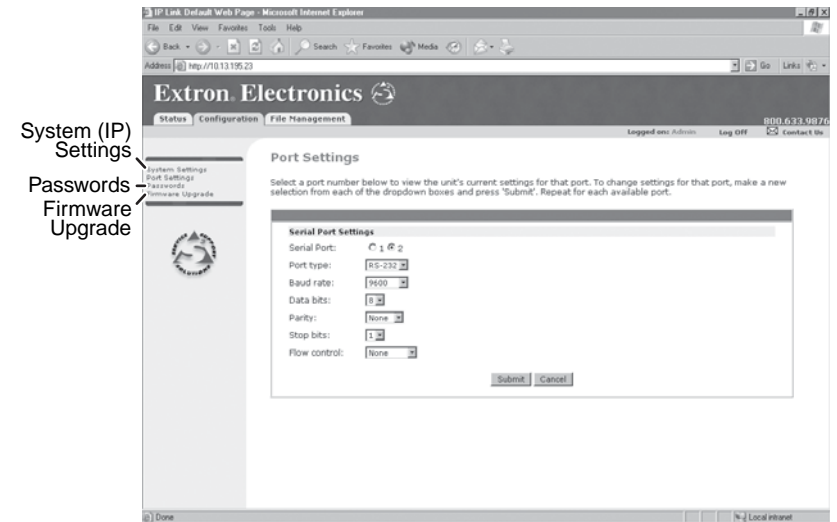 IP Link Default Web Page - Microsoft Internet Explorer
File Edit View Favorites Tools Help
Back Search Favorites Media
Address http://10.13.195.23 Go Links
Extron Electronics
Status Configuration File Management
800.633.9876
Logged on: Admin Log Off Contact Us
System (IP)
Settings
Passwords
Firmware
Upgrade
System Settings
Port Settings
Passwords
Firmware Upgrade
Port Settings
Select a port number below to view the unit's current settings for that port. To change settings for that port, make a new
selection from each of the dropdown boxes and press 'Submit'. Repeat for each available port.
Serial Port Settings
Serial Port: 1 2
Port type: RS-232
Baud rate: 9600
Data bits: 8
Parity: None
Stop bits: 1
Flow control: None
Submit Cancel
Done Local intranet